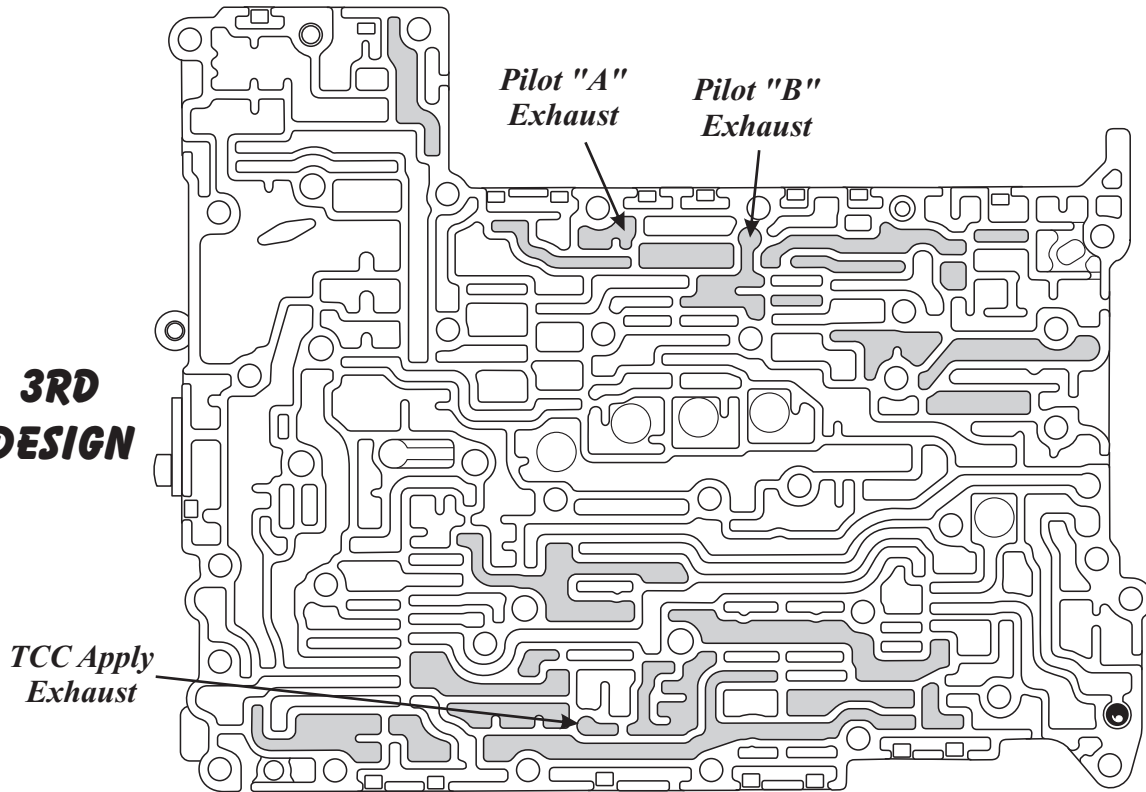 Pilot "A"
Exhaust
Pilot "B"
Exhaust
3RD
DESIGN
TCC Apply
Exhaust